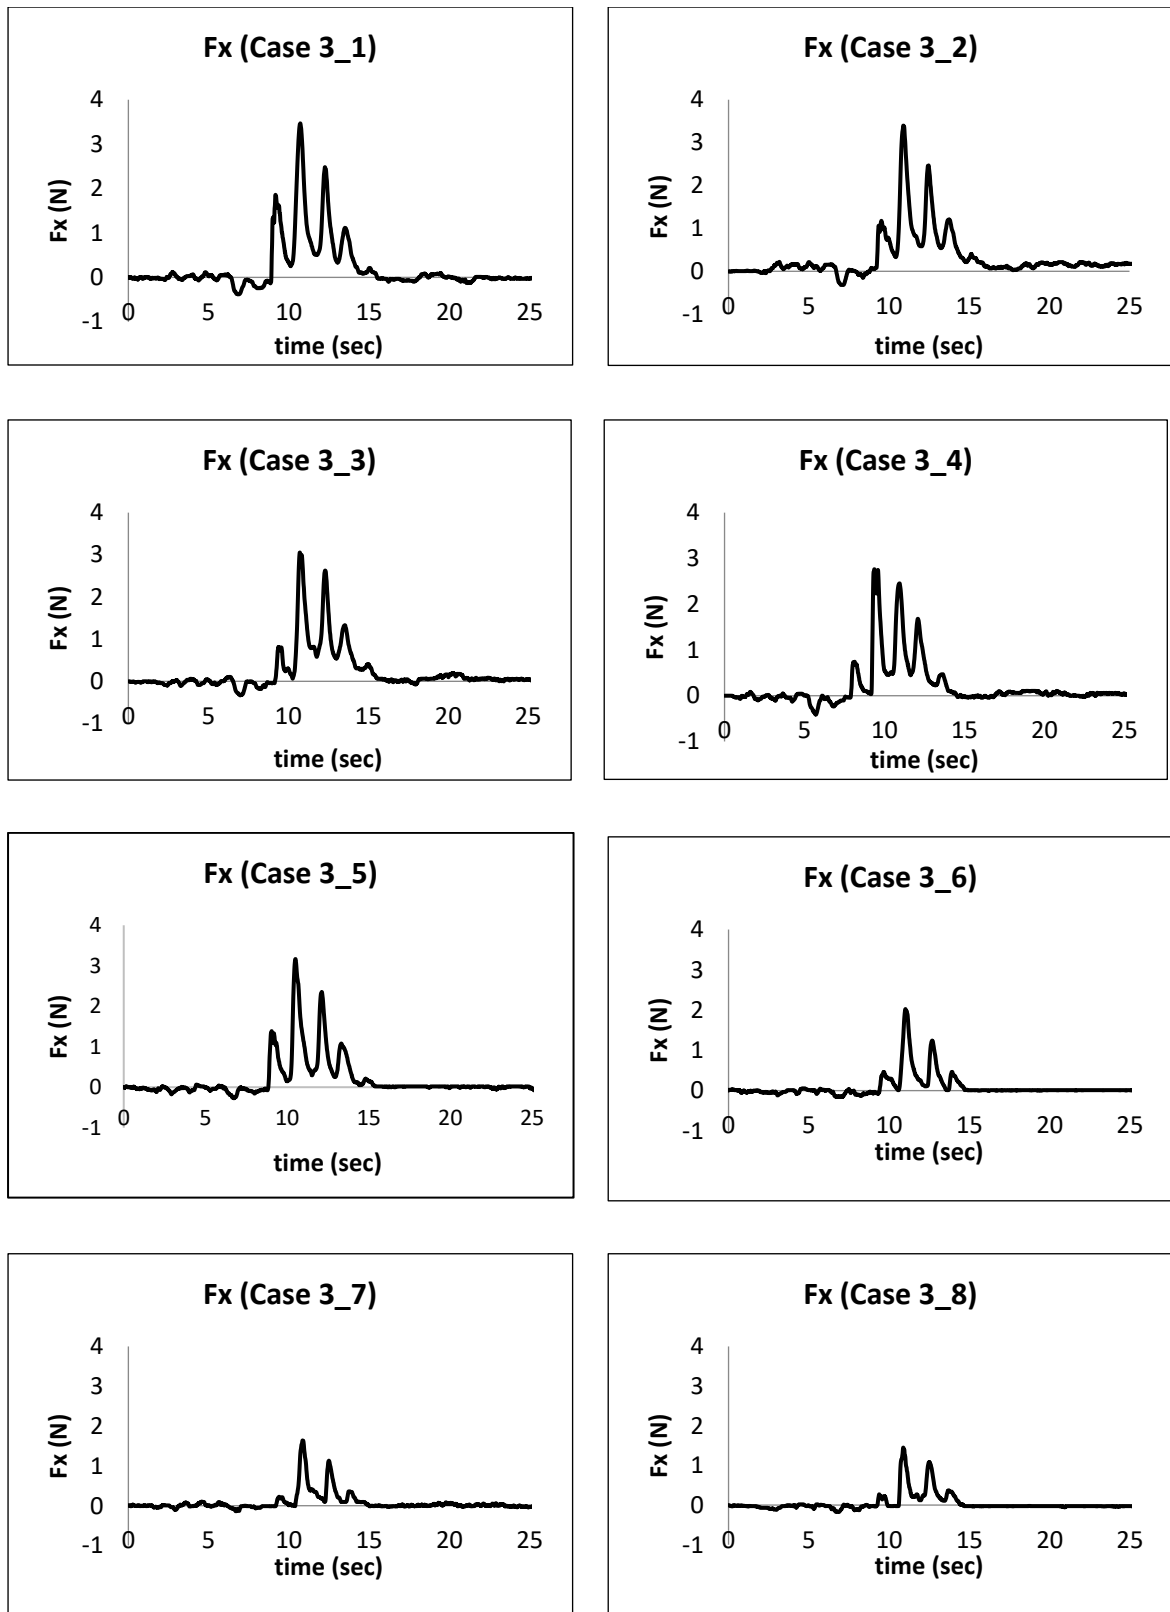 Fx (Case 3_1)
4
3
2
1
0
-1
Fx (N)
0 5 10 15 20 25
time (sec)
Fx (Case 3_2)
4
3
2
1
0
-1
Fx (N)
0 5 10 15 20 25
time (sec)
Fx (Case 3_3)
4
3
2
1
0
-1
Fx (N)
0 5 10 15 20 25
time (sec)
Fx (Case 3_4)
4
3
2
1
0
-1
Fx (N)
0 5 10 15 20 25
time (sec)
Fx (Case 3_5)
4
3
2
1
0
-1
Fx (N)
0 5 10 15 20 25
time (sec)
Fx (Case 3_6)
4
3
2
1
0
-1
Fx (N)
0 5 10 15 20 25
time (sec)
Fx (Case 3_7)
4
3
2
1
0
-1
Fx (N)
0 5 10 15 20 25
time (sec)
Fx (Case 3_8)
4
3
2
1
0
-1
Fx (N)
0 5 10 15 20 25
time (sec)